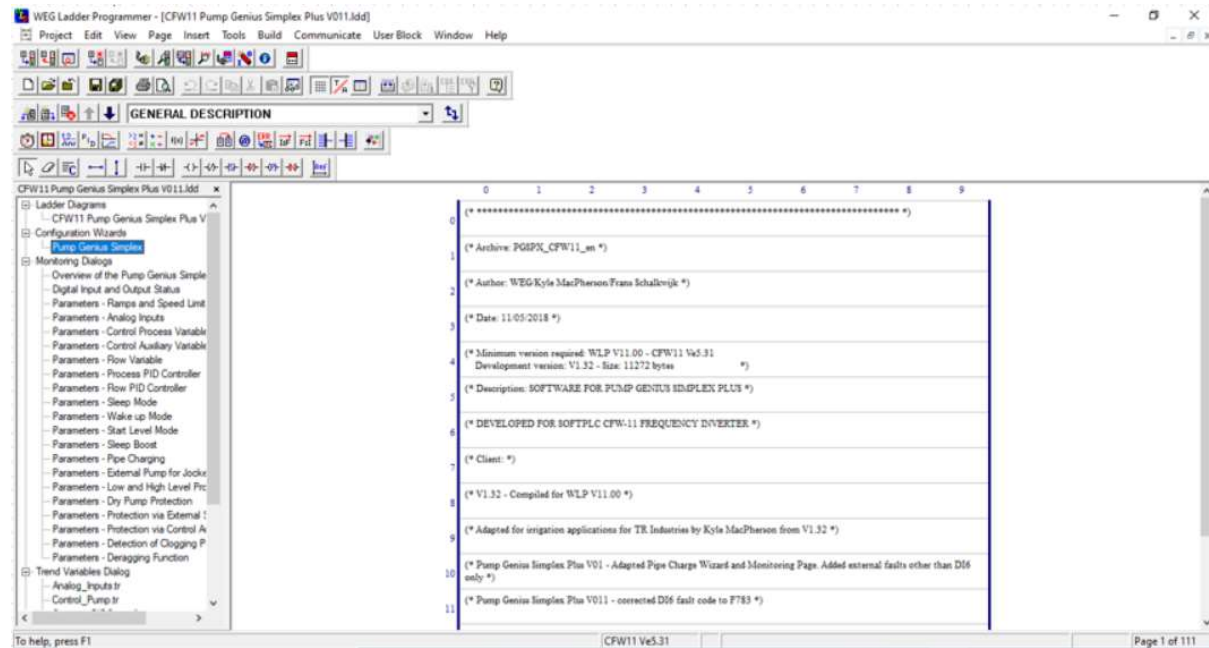 WEG Ladder Programmer - [CFW11 Pump Genius Simplex Plus V011.ldd]
Project Edit View Page Insert Tools Build Communicate User Block Window Help
GENERAL DESCRIPTION
CFW11 Pump Genius Simplex Plus V011.ldd x
Ladder Diagrams
CFW11 Pump Genius Simplex Plus V
Configuration Wizards
Pump Genius Simplex
Monitoring Dialogs
Overview of the Pump Genius Simple
Digital Input and Output Status
Parameters - Ramps and Speed Limit
Parameters - Analog Inputs
Parameters - Control Process Variable
Parameters - Control Auxiliary Variable
Parameters - Flow Variable
Parameters - Process PID Controller
Parameters - Flow PID Controller
Parameters - Sleep Mode
Parameters - Wake up Mode
Parameters - Start Level Mode
Parameters - Sleep Boost
Parameters - Pipe Charging
Parameters - External Pump for Jocke
Parameters - Low and High Level Prc
Parameters - Dry Pump Protection
Parameters - Protection via External
Parameters - Protection via Control A
Parameters - Detection of Clogging P
Parameters - Deragging Function
Trend Variables Dialog
Analog_Inputs.tr
Control_Pump.tr
0 1 2 3 4 5 6 7 8 9
0
1 (* Archive: PGSPX_CFW11_en *)
2 (* Author: WEG/Kyle MacPherson/Frans Schalkwijk *)
3 (* Date: 11/05/2018 *)
4 (* Minimum version required: WLP V11.00 - CFW11 Ve5.31
Development version: V1.32 - Size: 11272 bytes *)
5 (* Description: SOFTWARE FOR PUMP GENIUS SIMPLEX PLUS *)
6 (* DEVELOPED FOR SOFTPLC CFW-11 FREQUENCY INVERTER *)
7 (* Client: *)
8 (* V1.32 - Compiled for WLP V11.00 *)
9 (* Adapted for irrigation applications for TR Industries by Kyle MacPherson from V1.32 *)
10 (* Pump Genius Simplex Plus V01 - Adapted Pipe Charge Wizard and Monitoring Page. Added external faults other than DI6
only *)
11 (* Pump Genius Simplex Plus V011 - corrected DI6 fault code to F783 *)
To help, press F1
CFW11 Ve5.31
Page 1 of 111